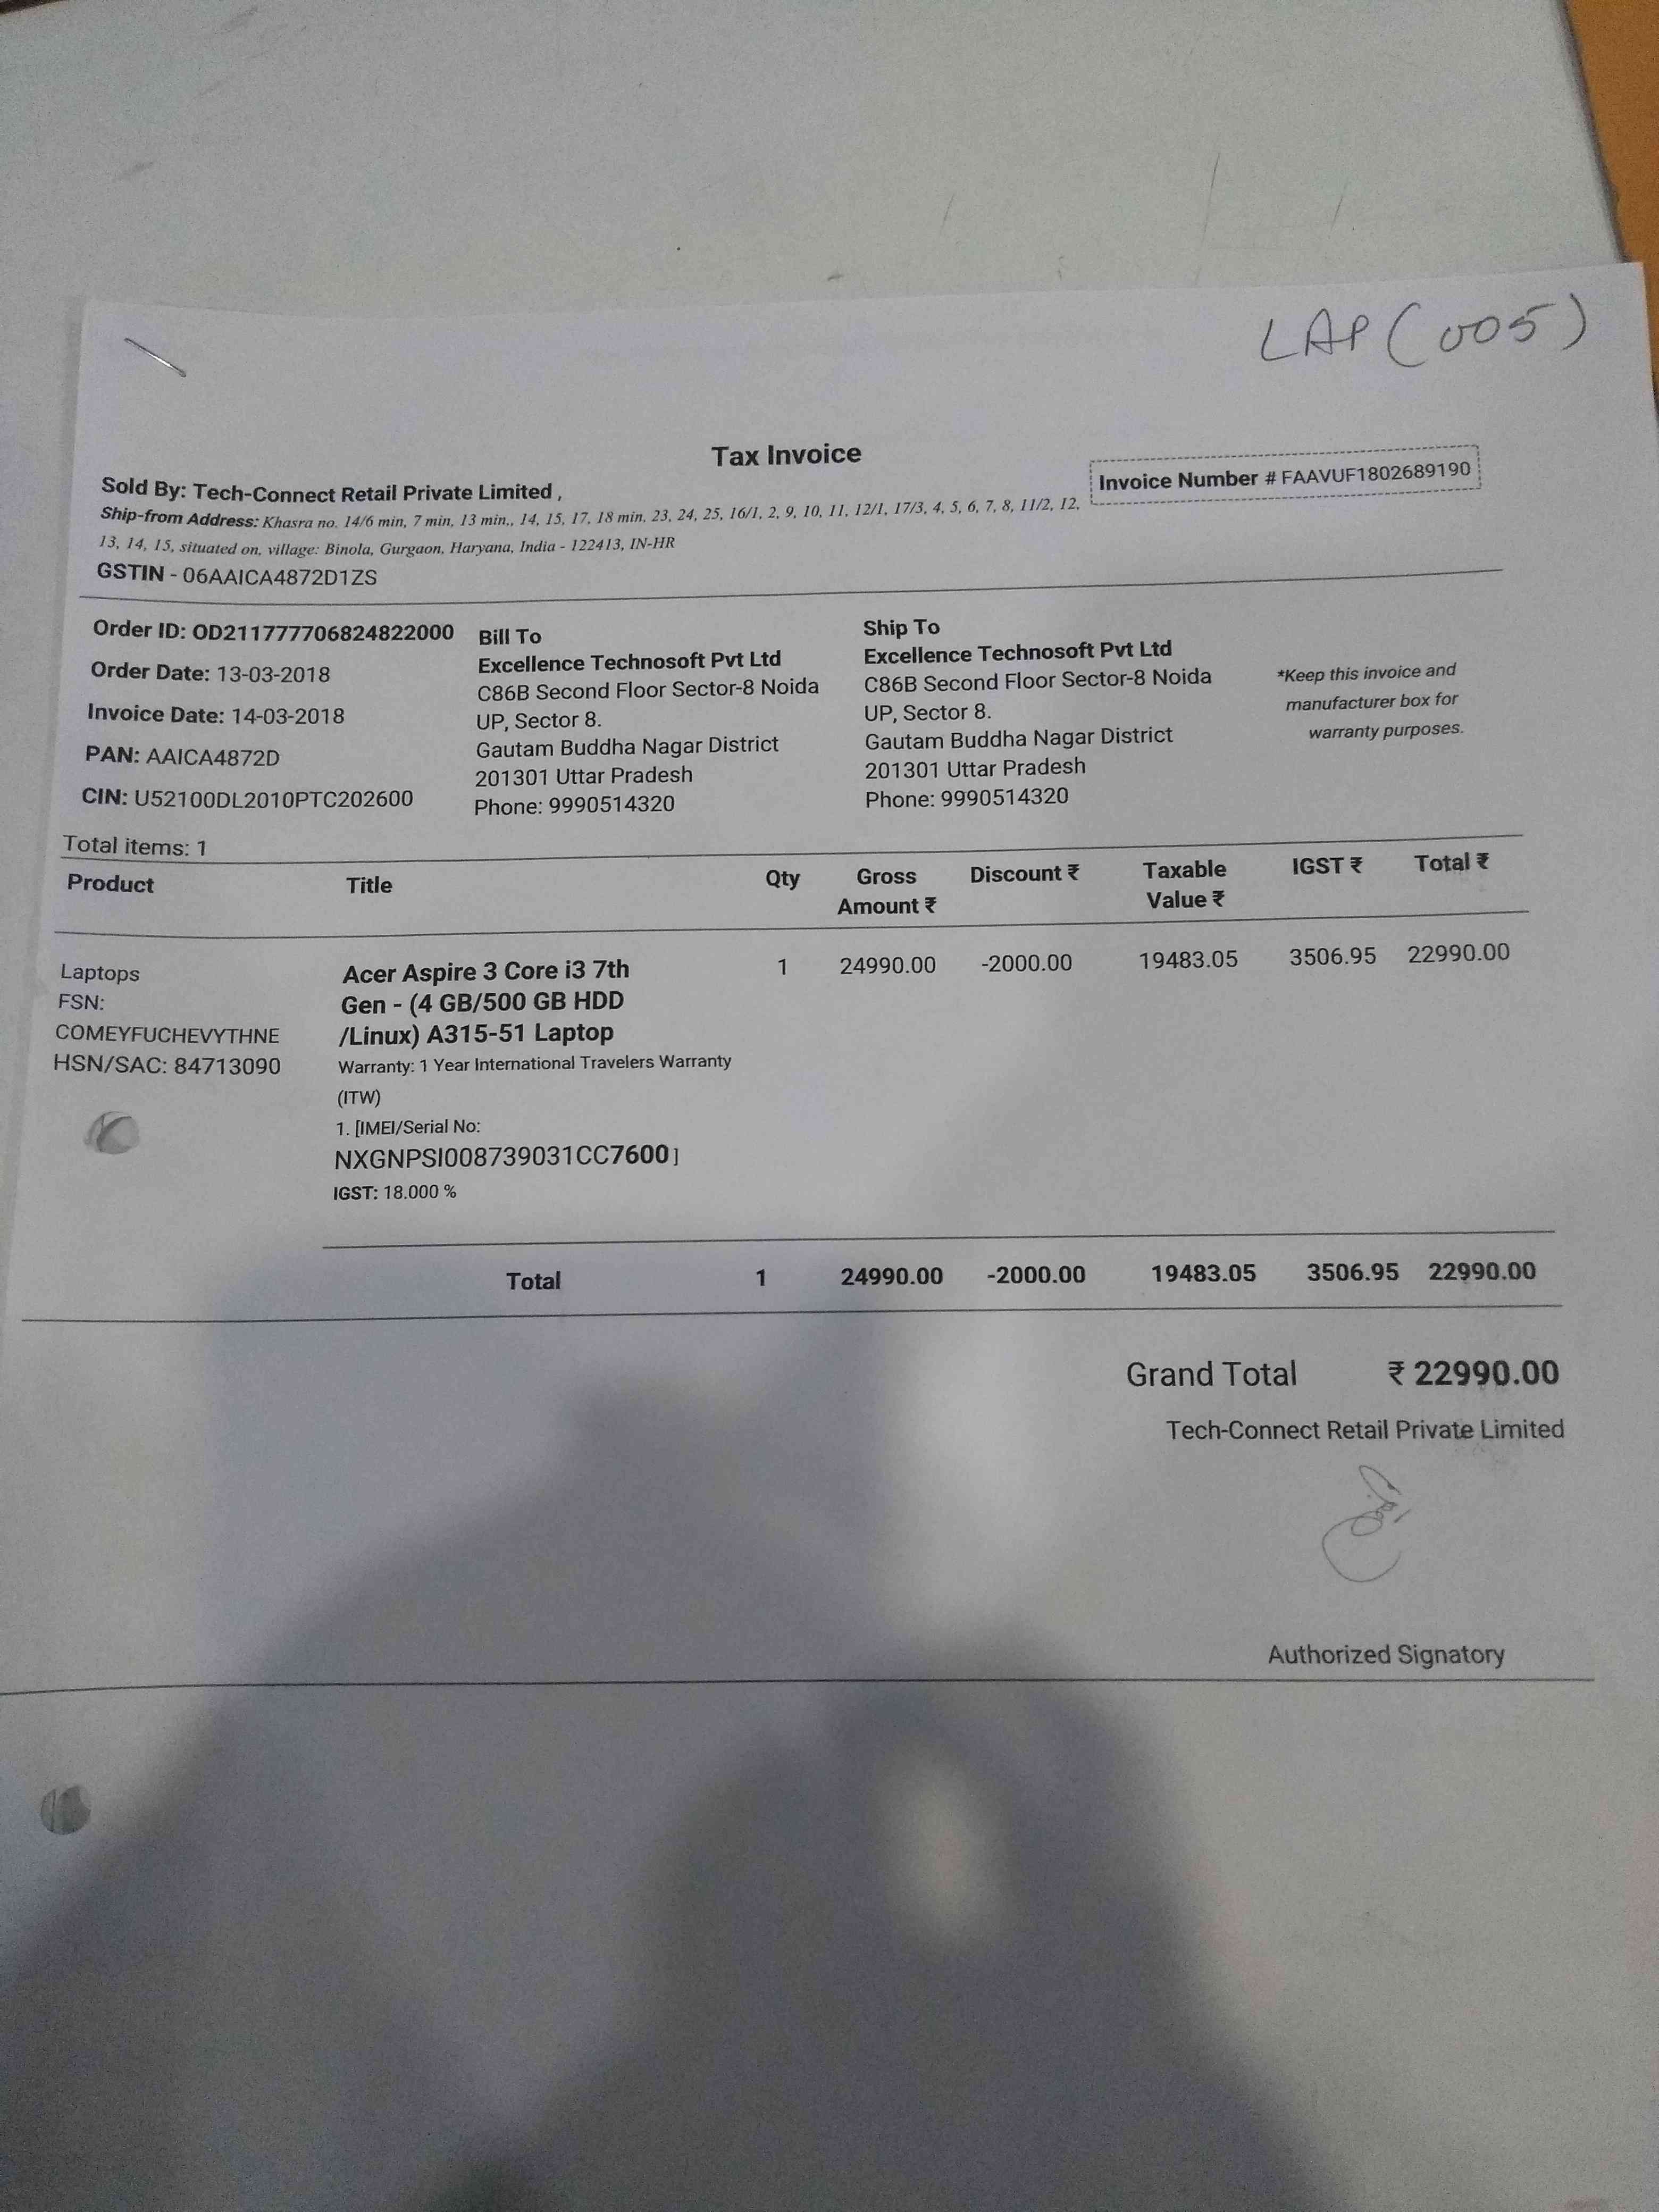 LAP (005)
Tax Invoice
Invoice Number # FAAVUF1802689190
Sold By: Tech-Connect Retail Private Limited ,
Ship-from Address: Khasra no. 14/6 min, 7 min, 13 min., 14, 15, 17, 18 min, 23, 24, 25, 16/1, 2, 9, 10, 11, 12/1, 17/3, 4, 5, 6, 7, 8, 11/2, 12,
13, 14, 15, situated on, village: Binola, Gurgaon, Haryana, India - 122413, IN-HR
GSTIN - 06AAICA4872D1ZS
Order ID: OD211777706824822000
Order Date: 13-03-2018
Invoice Date: 14-03-2018
PAN: AAICA4872D
CIN: U52100DL2010PTC202600
Bill To
Excellence Technosoft Pvt Ltd
C86B Second Floor Sector-8 Noida
UP, Sector 8.
Gautam Buddha Nagar District
201301 Uttar Pradesh
Phone: 9990514320
Ship To
Excellence Technosoft Pvt Ltd
C86B Second Floor Sector-8 Noida
UP, Sector 8.
Gautam Buddha Nagar District
201301 Uttar Pradesh
Phone: 9990514320
*Keep this invoice and
manufacturer box for
warranty purposes.
Total items: 1
Product Title Qty Gross Amount ₹ Discount ₹ Taxable Value ₹ IGST ₹ Total ₹
Laptops
FSN:
COMEYFUCHEVYTHNE
HSN/SAC: 84713090
Acer Aspire 3 Core i3 7th
Gen - (4 GB/500 GB HDD
/Linux) A315-51 Laptop
Warranty: 1 Year International Travelers Warranty
(ITW)
1. [IMEI/Serial No:
NXGNPSI008739031CC7600]
IGST: 18.000 %
1 24990.00 -2000.00 19483.05 3506.95 22990.00
Total 1 24990.00 -2000.00 19483.05 3506.95 22990.00
Grand Total ₹ 22990.00
Tech-Connect Retail Private Limited
Authorized Signatory